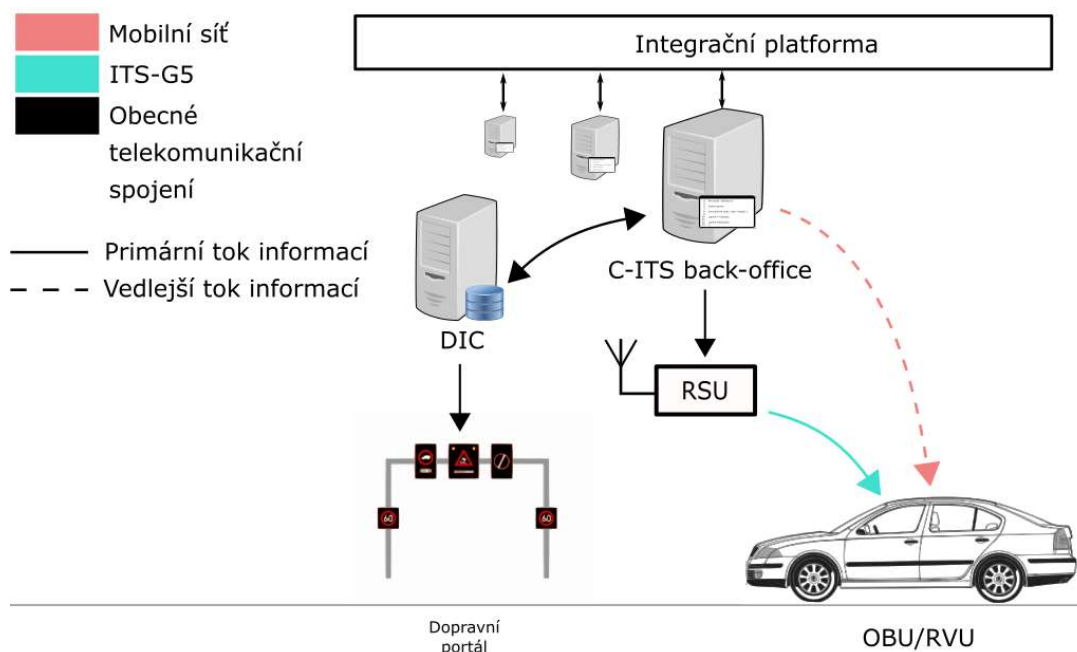 Mobilní síť
ITS-G5
Obecné
telekomunikační
spojení
Primární tok informací
Vedlejší tok informací
Integrační platforma
C-ITS back-office
DIC
RSU
60
60
Dopravní
portál
OBU/RVU